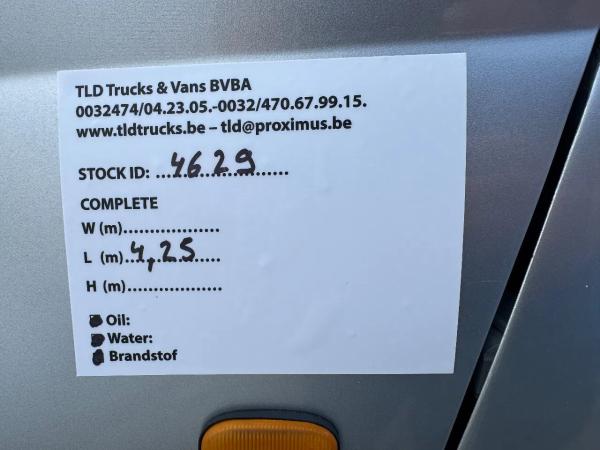 TLD Trucks & Vans BVBA
0032474/04.23.05.-0032/470.67.99.15.
www.tldtrucks.be – tld@proximus.be
STOCK ID: ...4629...................
COMPLETE
W (m)....................
L (m)...4,25......
H (m)....................
Oil:
Water:
Brandstof